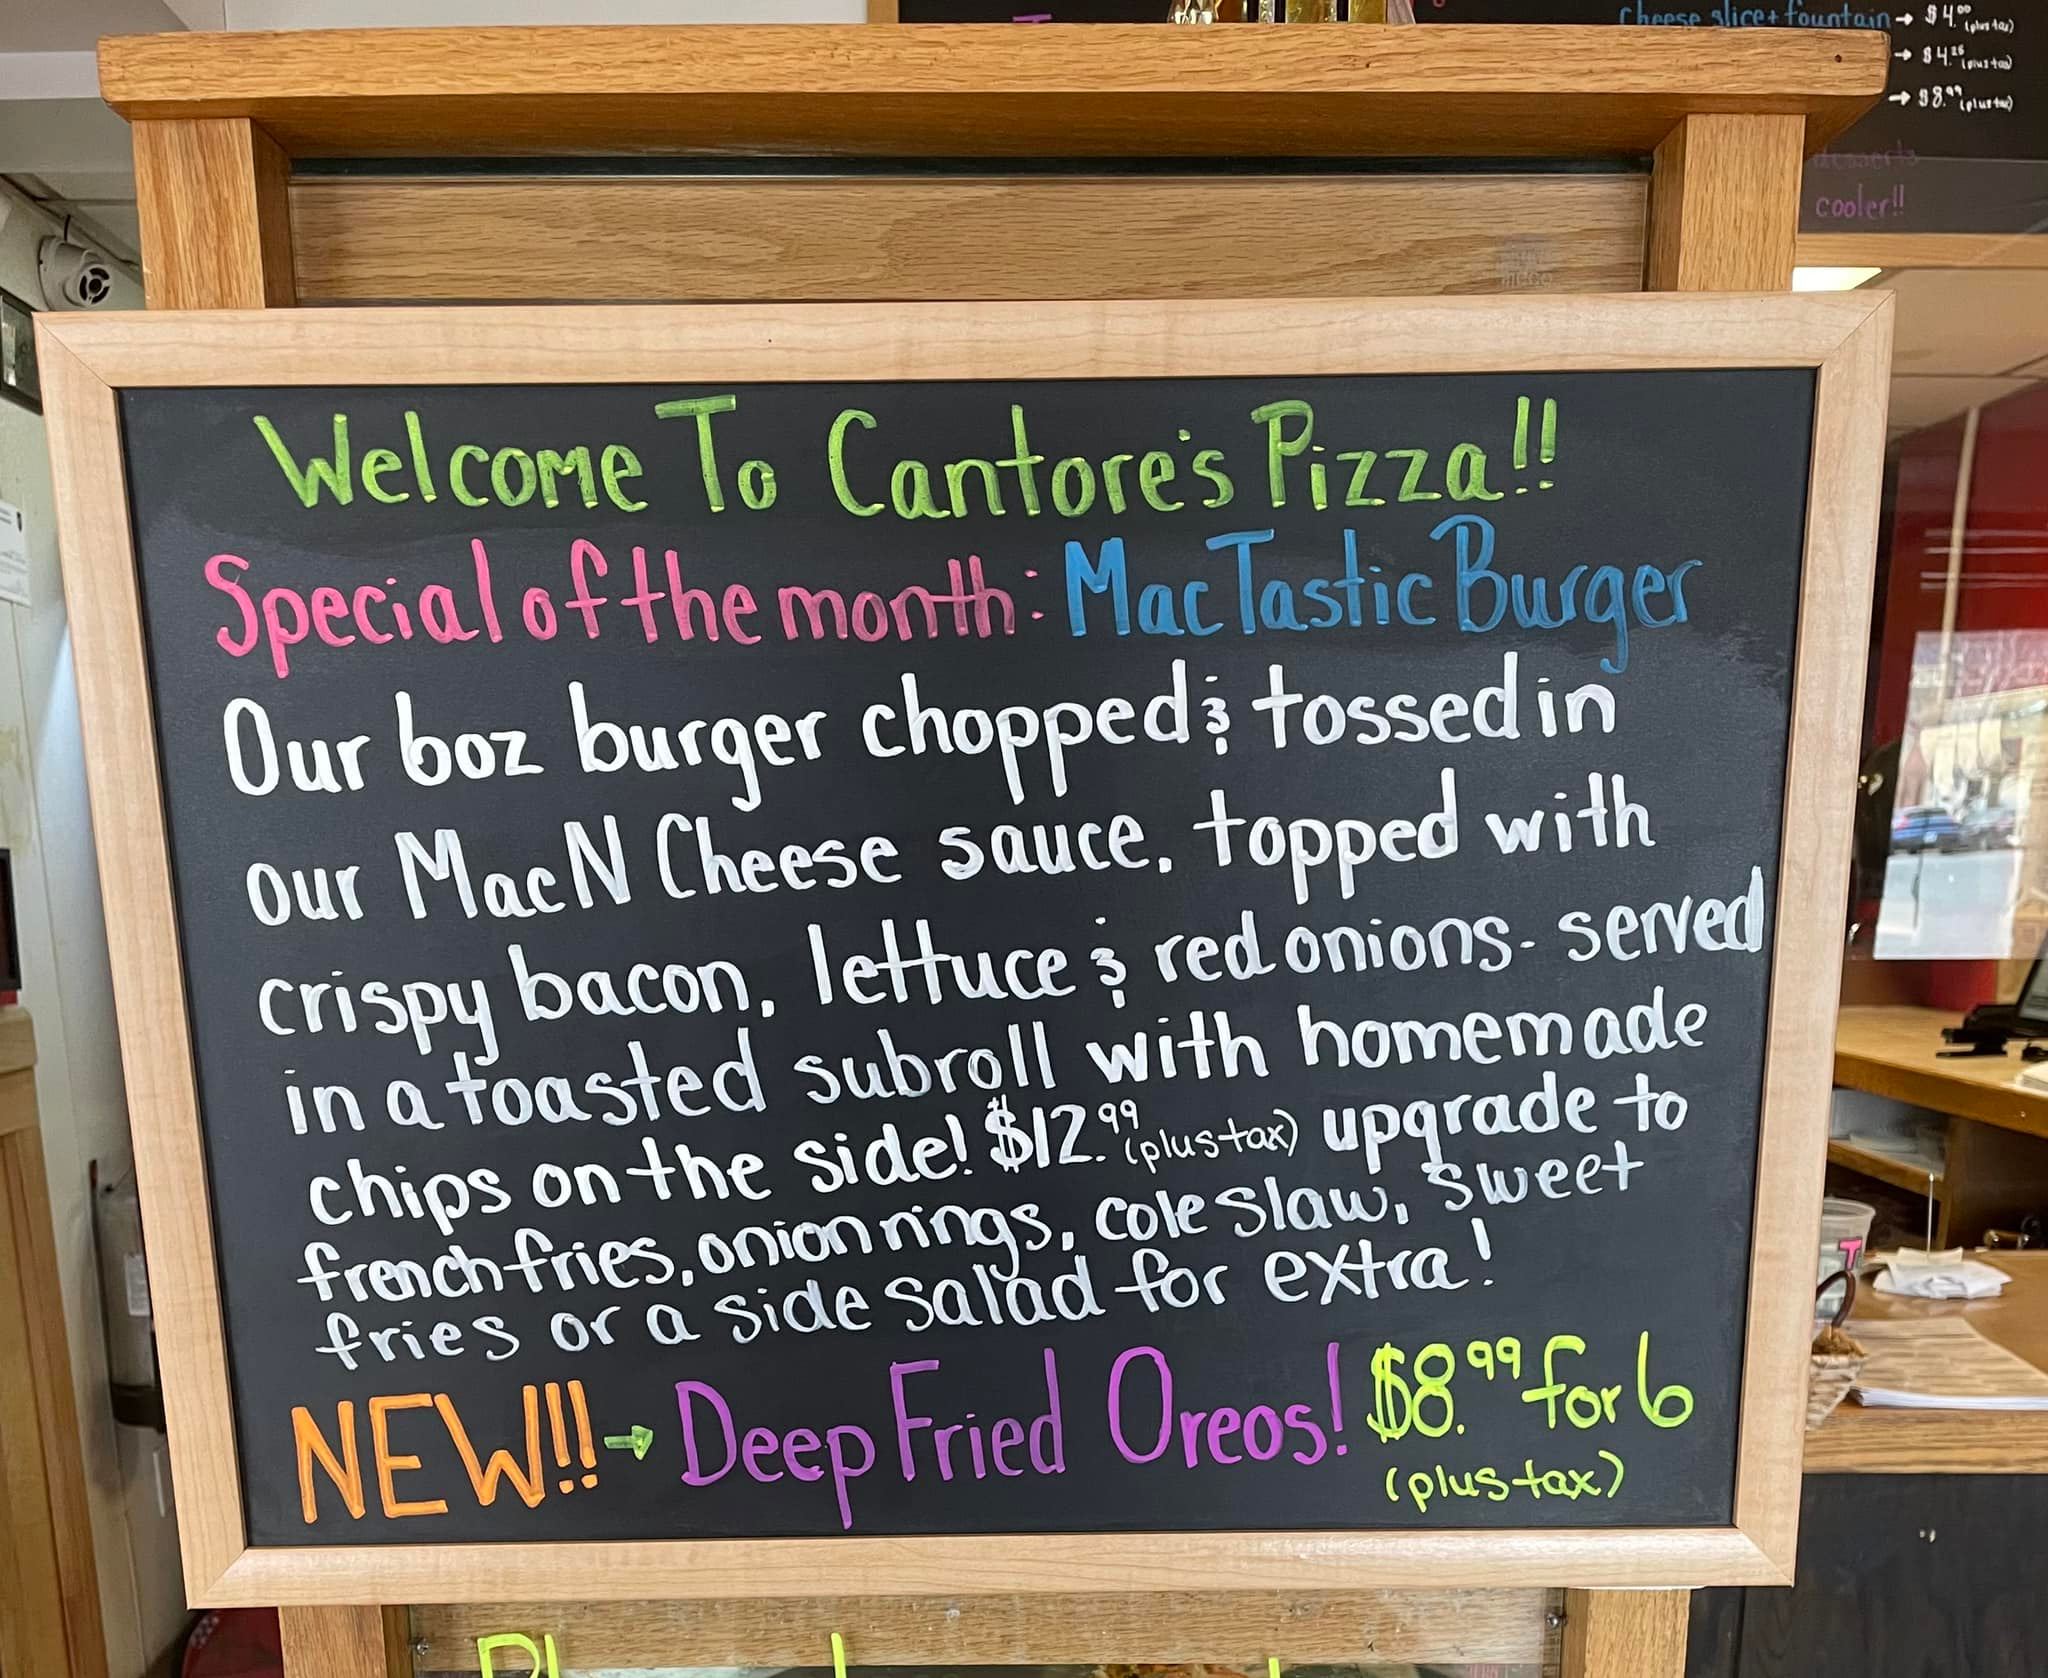 cheese slice + fountain → $4.00 (plus tax)
→ $4.25 (plus tax)
→ $8.99 (plus tax)
desserts
cooler!!
Welcome To Cantore's Pizza!!
Special of the month: MacTastic Burger
Our 6oz burger chopped & tossed in
our Mac N Cheese sauce, topped with
crispy bacon, lettuce & red onions - served
in a toasted subroll with homemade
chips on the side! $12.99 (plus tax) upgrade to
french fries, onion rings, cole slaw, sweet
fries or a side salad for extra!
NEW!!! → Deep Fried Oreos! $8.99 for 6
(plus tax)